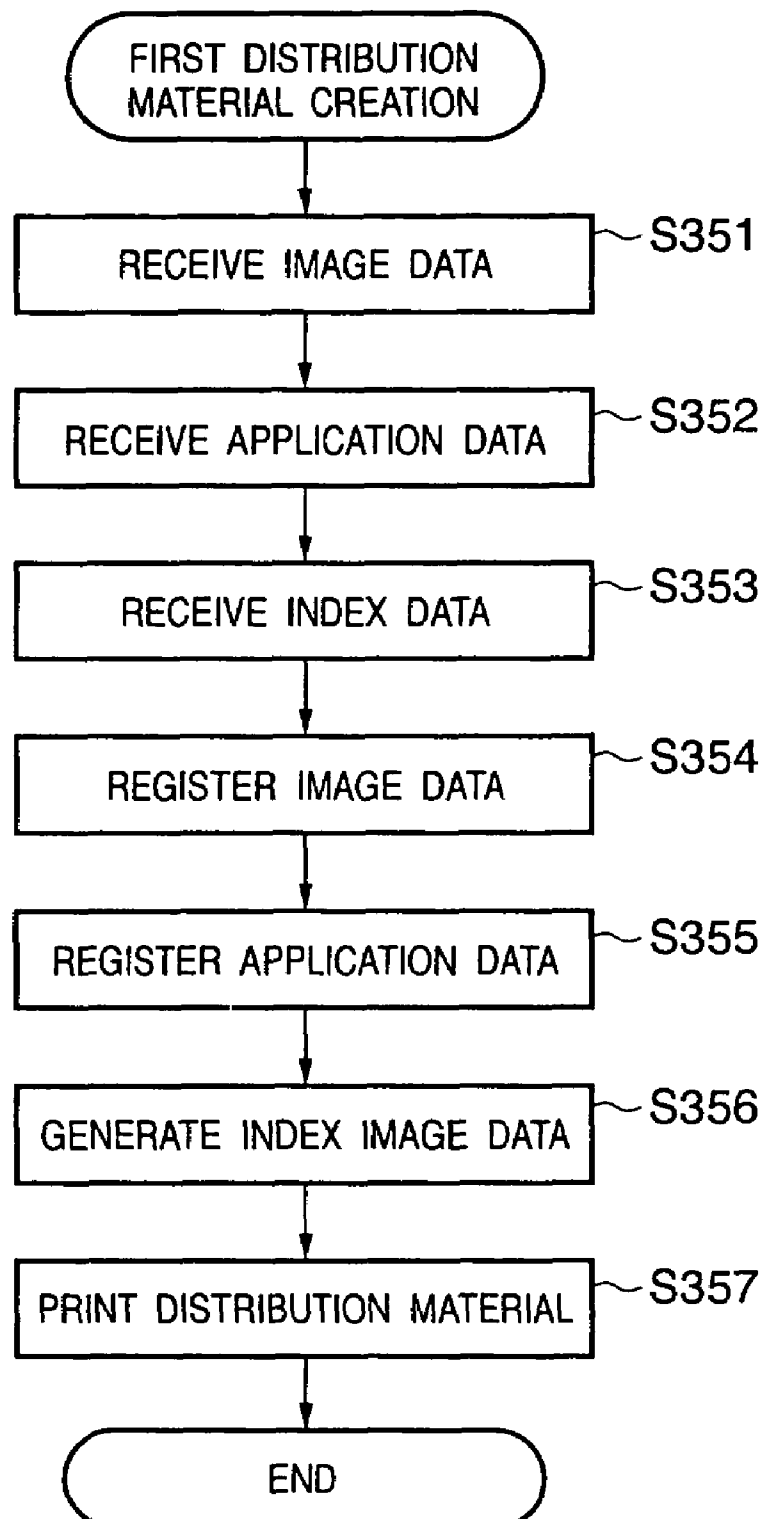 FIRST DISTRIBUTION
MATERIAL CREATION
RECEIVE IMAGE DATA
S351
RECEIVE APPLICATION DATA
S352
RECEIVE INDEX DATA
S353
REGISTER IMAGE DATA
S354
REGISTER APPLICATION DATA
S355
GENERATE INDEX IMAGE DATA
S356
PRINT DISTRIBUTION MATERIAL
S357
END